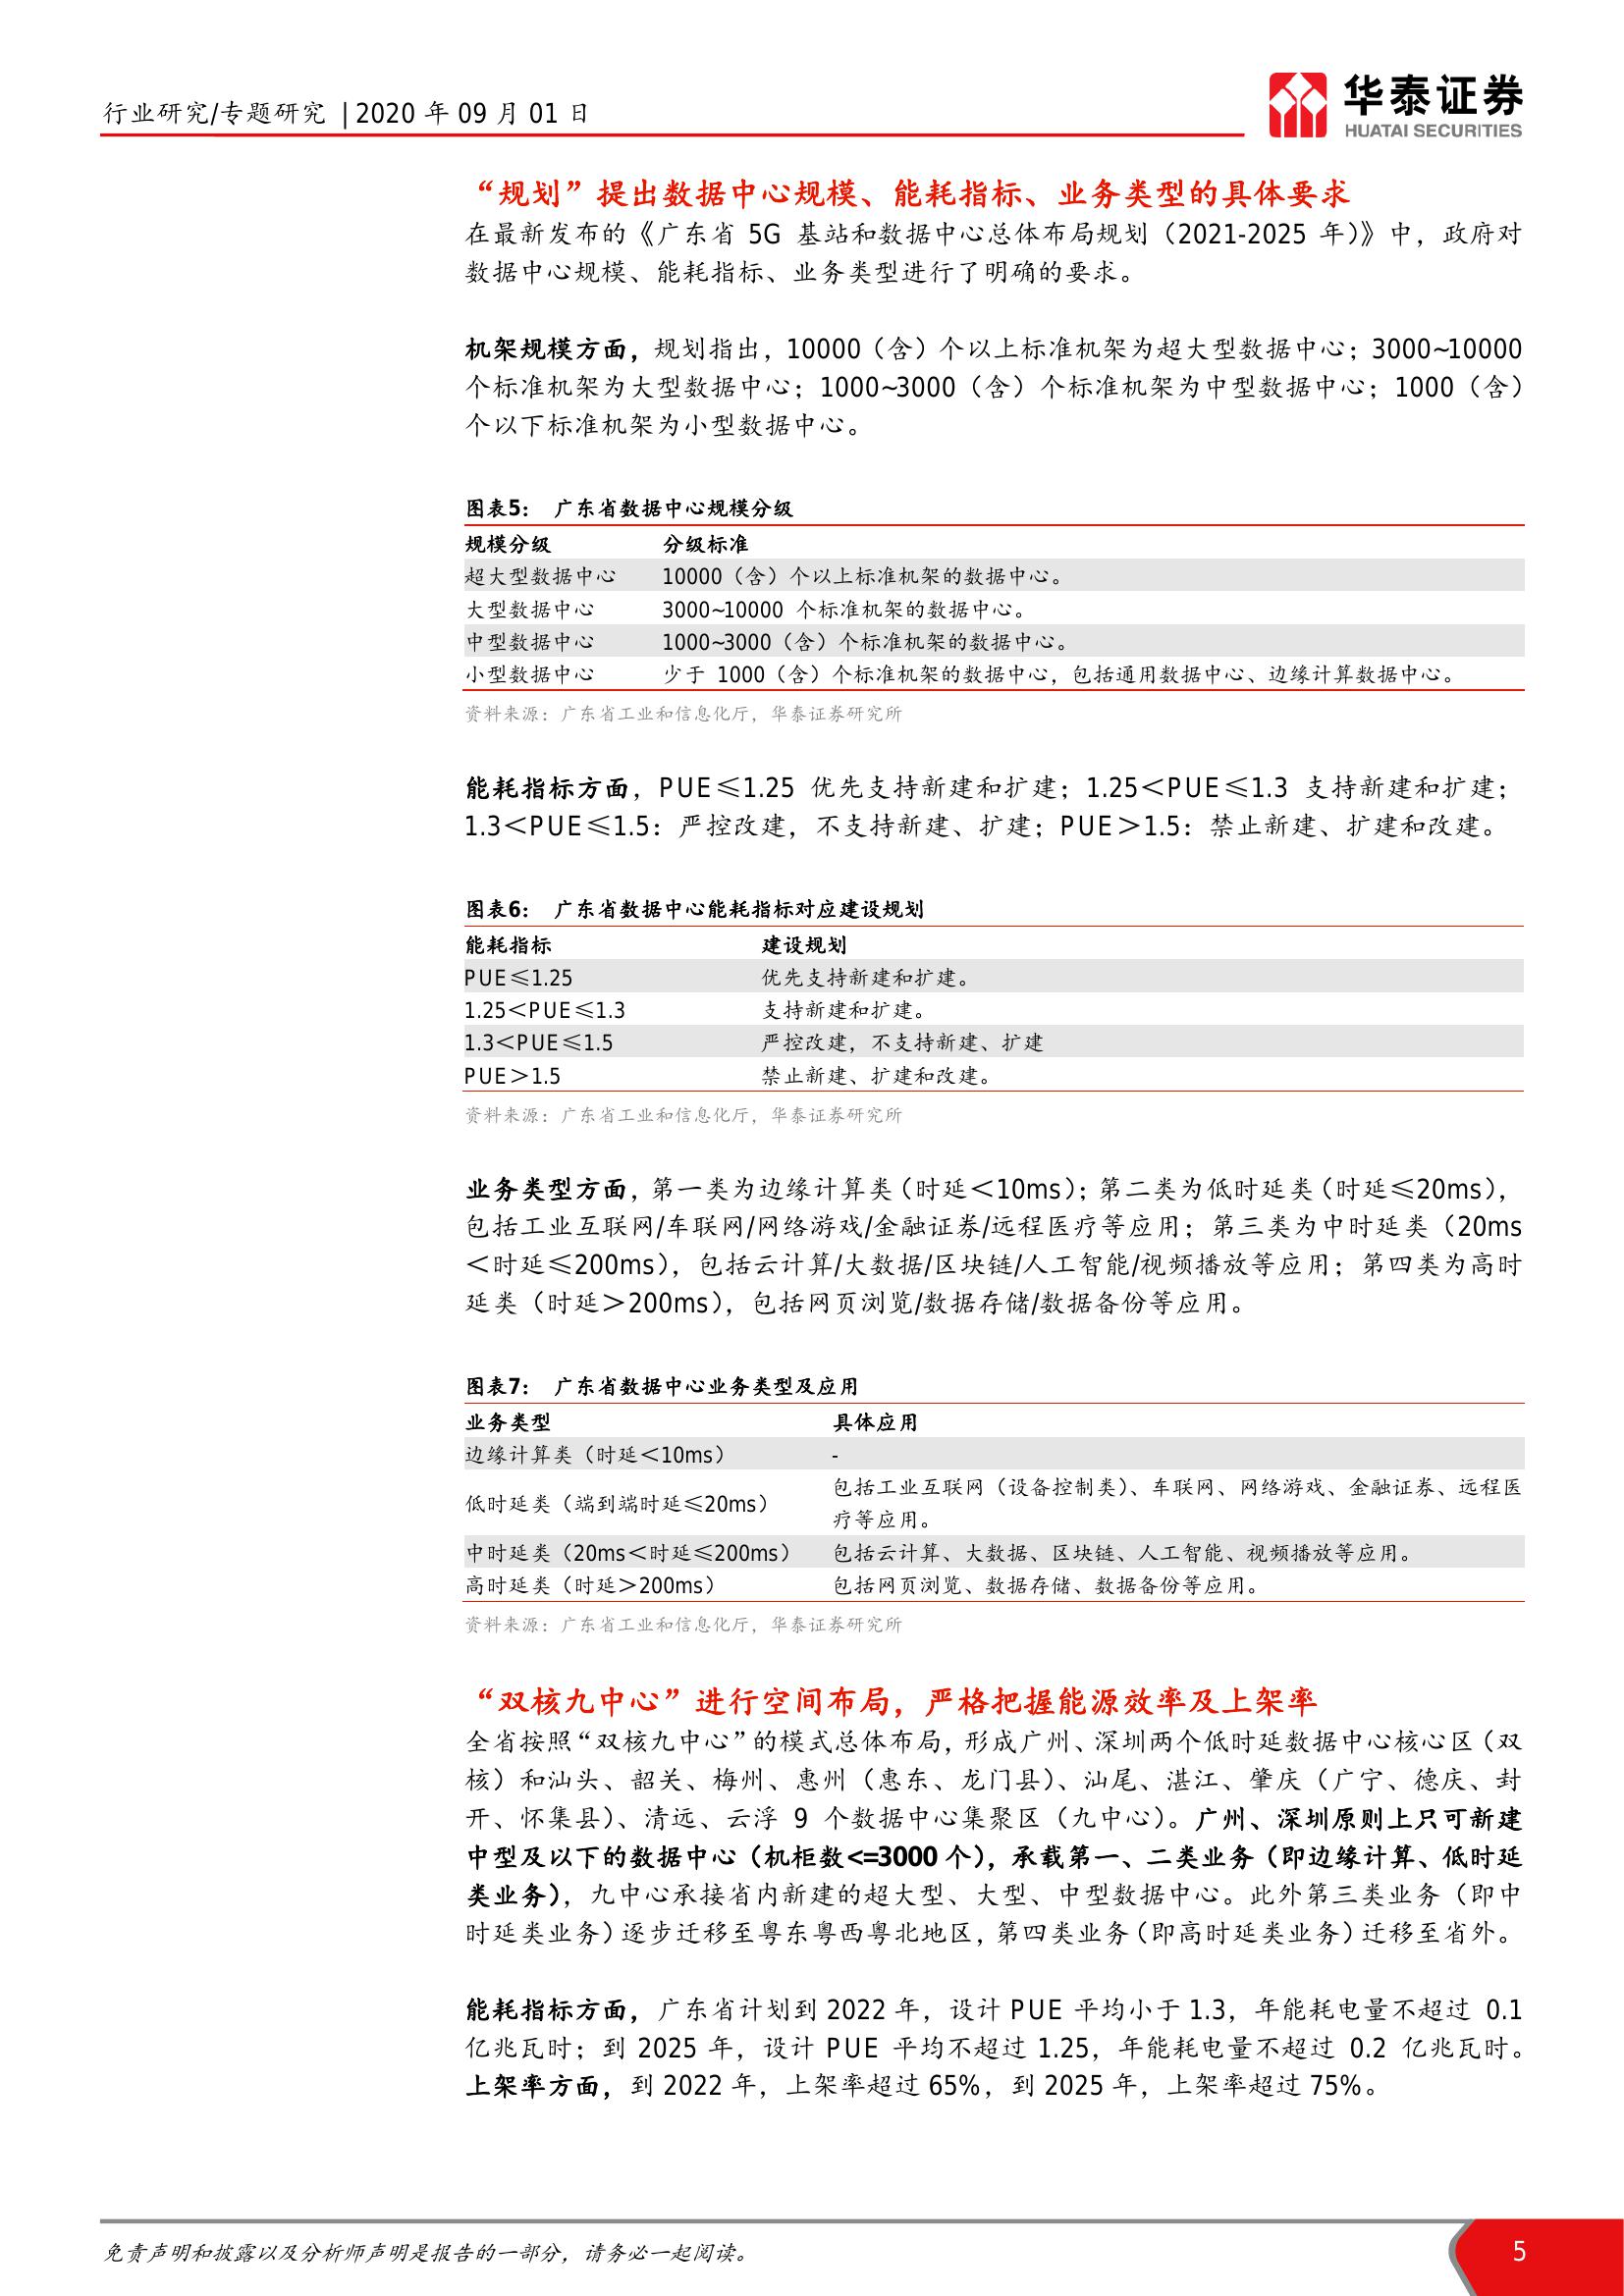 行业研究/专题研究 | 2020 年 09 月 01 日
华泰证券
HUATAI SECURITIES
“规划”提出数据中心规模、能耗指标、业务类型的具体要求
在最新发布的《广东省 5G 基站和数据中心总体布局规划（2021-2025 年）》中，政府对
数据中心规模、能耗指标、业务类型进行了明确的要求。
机架规模方面，规划指出，10000（含）个以上标准机架为超大型数据中心；3000~10000
个标准机架为大型数据中心；1000~3000（含）个标准机架为中型数据中心；1000（含）
个以下标准机架为小型数据中心。
图表5： 广东省数据中心规模分级
规模分级 分级标准
超大型数据中心 10000（含）个以上标准机架的数据中心。
大型数据中心 3000~10000 个标准机架的数据中心。
中型数据中心 1000~3000（含）个标准机架的数据中心。
小型数据中心 少于 1000（含）个标准机架的数据中心，包括通用数据中心、边缘计算数据中心。
资料来源：广东省工业和信息化厅，华泰证券研究所
能耗指标方面，PUE≤1.25 优先支持新建和扩建；1.25＜PUE≤1.3 支持新建和扩建；
1.3＜PUE≤1.5：严控改建，不支持新建、扩建；PUE＞1.5：禁止新建、扩建和改建。
图表6： 广东省数据中心能耗指标对应建设规划
能耗指标 建设规划
PUE≤1.25 优先支持新建和扩建。
1.25＜PUE≤1.3 支持新建和扩建。
1.3＜PUE≤1.5 严控改建，不支持新建、扩建
PUE＞1.5 禁止新建、扩建和改建。
资料来源：广东省工业和信息化厅，华泰证券研究所
业务类型方面，第一类为边缘计算类（时延＜10ms）；第二类为低时延类（时延≤20ms），
包括工业互联网/车联网/网络游戏/金融证券/远程医疗等应用；第三类为中时延类（20ms
＜时延≤200ms），包括云计算/大数据/区块链/人工智能/视频播放等应用；第四类为高时
延类（时延＞200ms），包括网页浏览/数据存储/数据备份等应用。
图表7： 广东省数据中心业务类型及应用
业务类型 具体应用
边缘计算类（时延＜10ms） -
低时延类（端到端时延≤20ms） 包括工业互联网（设备控制类）、车联网、网络游戏、金融证券、远程医
疗等应用。
中时延类（20ms＜时延≤200ms） 包括云计算、大数据、区块链、人工智能、视频播放等应用。
高时延类（时延＞200ms） 包括网页浏览、数据存储、数据备份等应用。
资料来源：广东省工业和信息化厅，华泰证券研究所
“双核九中心”进行空间布局，严格把握能源效率及上架率
全省按照“双核九中心”的模式总体布局，形成广州、深圳两个低时延数据中心核心区（双
核）和汕头、韶关、梅州、惠州（惠东、龙门县）、汕尾、湛江、肇庆（广宁、德庆、封
开、怀集县）、清远、云浮 9 个数据中心集聚区（九中心）。广州、深圳原则上只可新建
中型及以下的数据中心（机柜数<=3000 个），承载第一、二类业务（即边缘计算、低时延
类业务），九中心承接省内新建的超大型、大型、中型数据中心。此外第三类业务（即中
时延类业务）逐步迁移至粤东粤西粤北地区，第四类业务（即高时延类业务）迁移至省外。
能耗指标方面，广东省计划到 2022 年，设计 PUE 平均小于 1.3，年能耗电量不超过 0.1
亿兆瓦时；到 2025 年，设计 PUE 平均不超过 1.25，年能耗电量不超过 0.2 亿兆瓦时。
上架率方面，到 2022 年，上架率超过 65%，到 2025 年，上架率超过 75%。
免责声明和披露以及分析师声明是报告的一部分，请务必一起阅读。
5